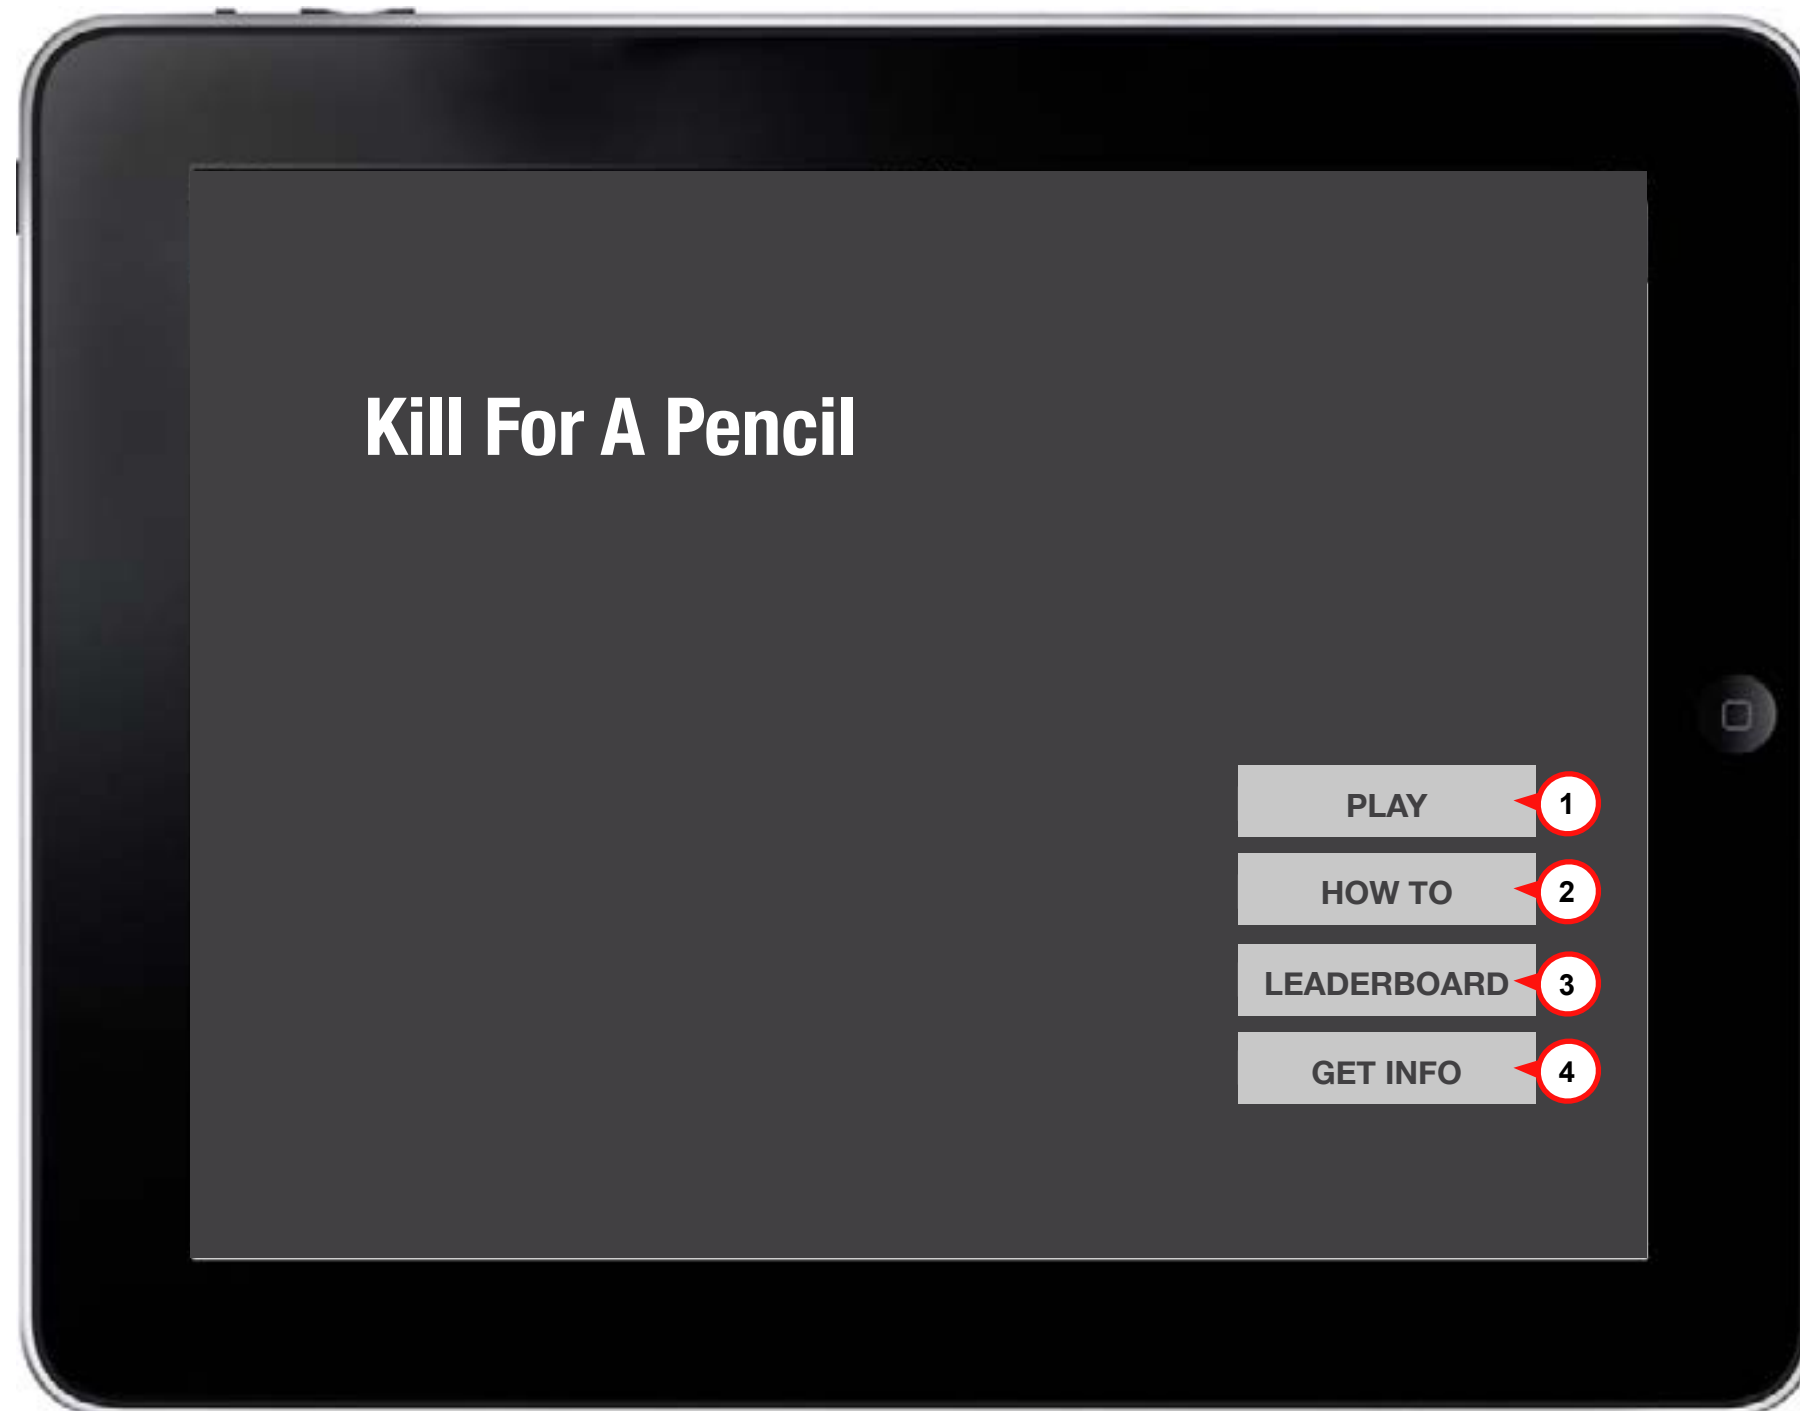 Kill For A Pencil
PLAY 1
HOW TO 2
LEADERBOARD 3
GET INFO 4